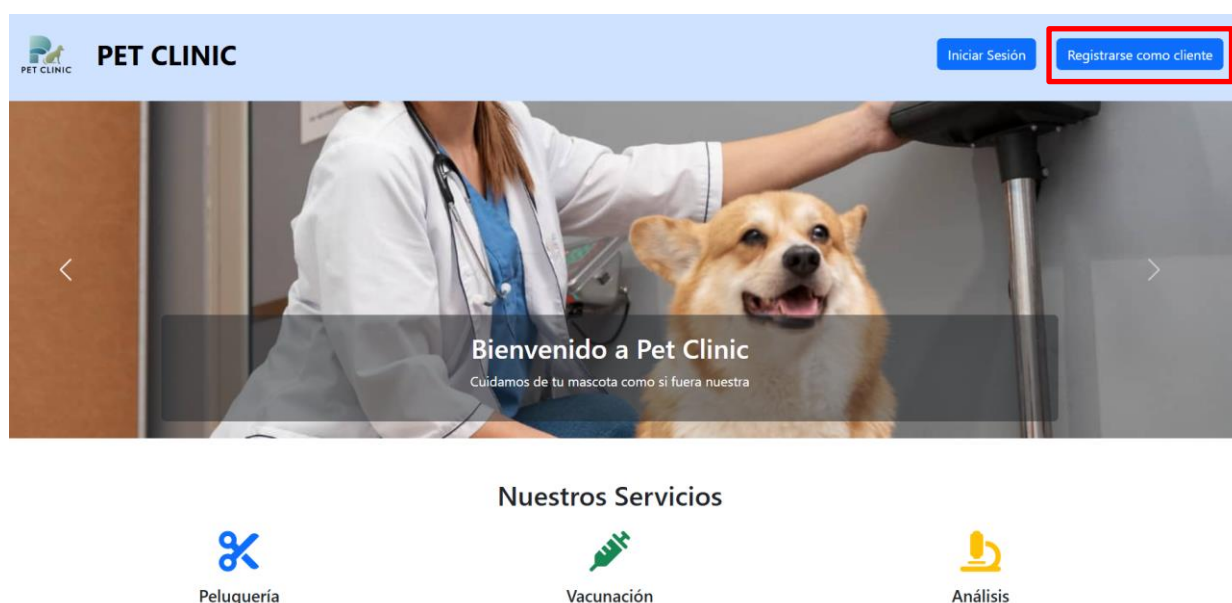 PET CLINIC
PET CLINIC
Iniciar Sesión
Registrarse como cliente
Bienvenido a Pet Clinic
Cuidamos de tu mascota como si fuera nuestra
Nuestros Servicios
Peluquería
Vacunación
Análisis